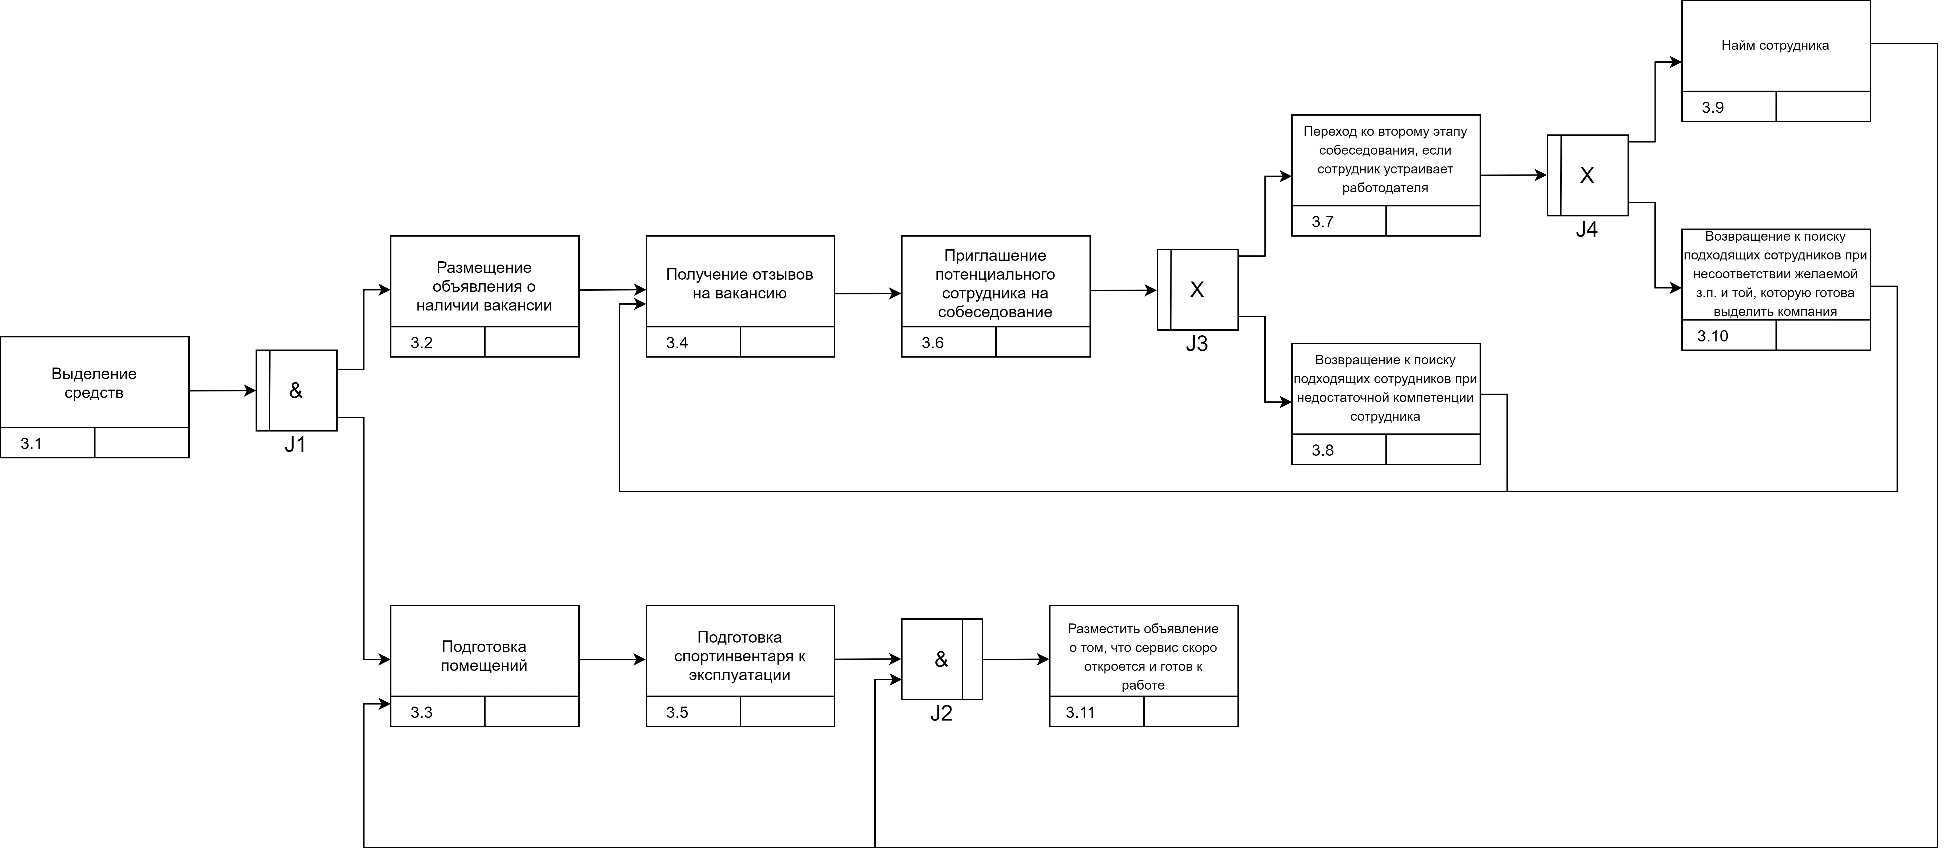 Найм сотрудника
3.9
Переход ко второму этапу
собеседования, если
сотрудник устраивает
работодателя
3.7
X
J4
Возвращение к поиску
подходящих сотрудников при
несоответствии желаемой
з.п. и той, которую готова
выделить компания
3.10
Размещение
объявления о
наличии вакансии
3.2
Получение отзывов
на вакансию
3.4
Приглашение
потенциального
сотрудника на
собеседование
3.6
X
J3
Возвращение к поиску
подходящих сотрудников при
недостаточной компетенции
сотрудника
3.8
Выделение
средств
3.1
&
J1
Подготовка
помещений
3.3
Подготовка
спортинвентаря к
эксплуатации
3.5
&
J2
Разместить объявление
о том, что сервис скоро
откроется и готов к
работе
3.11